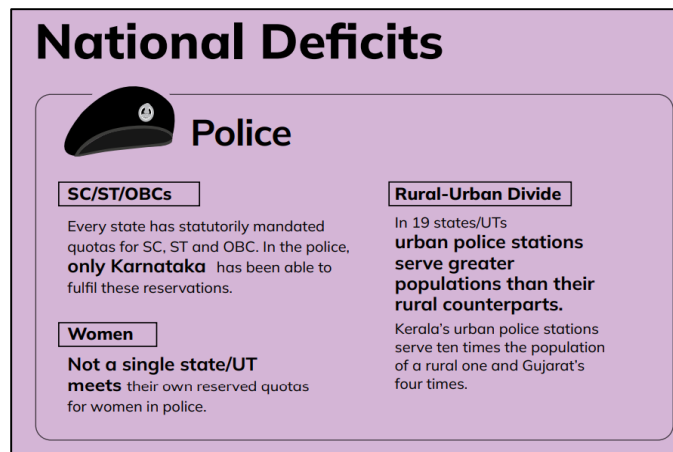 National Deficits
Police
SC/ST/OBCs
Every state has statutorily mandated
quotas for SC, ST and OBC. In the police,
only Karnataka has been able to
fulfil these reservations.
Women
Not a single state/UT
meets their own reserved quotas
for women in police.
Rural-Urban Divide
In 19 states/UTs
urban police stations
serve greater
populations than their
rural counterparts.
Kerala’s urban police stations
serve ten times the population
of a rural one and Gujarat’s
four times.